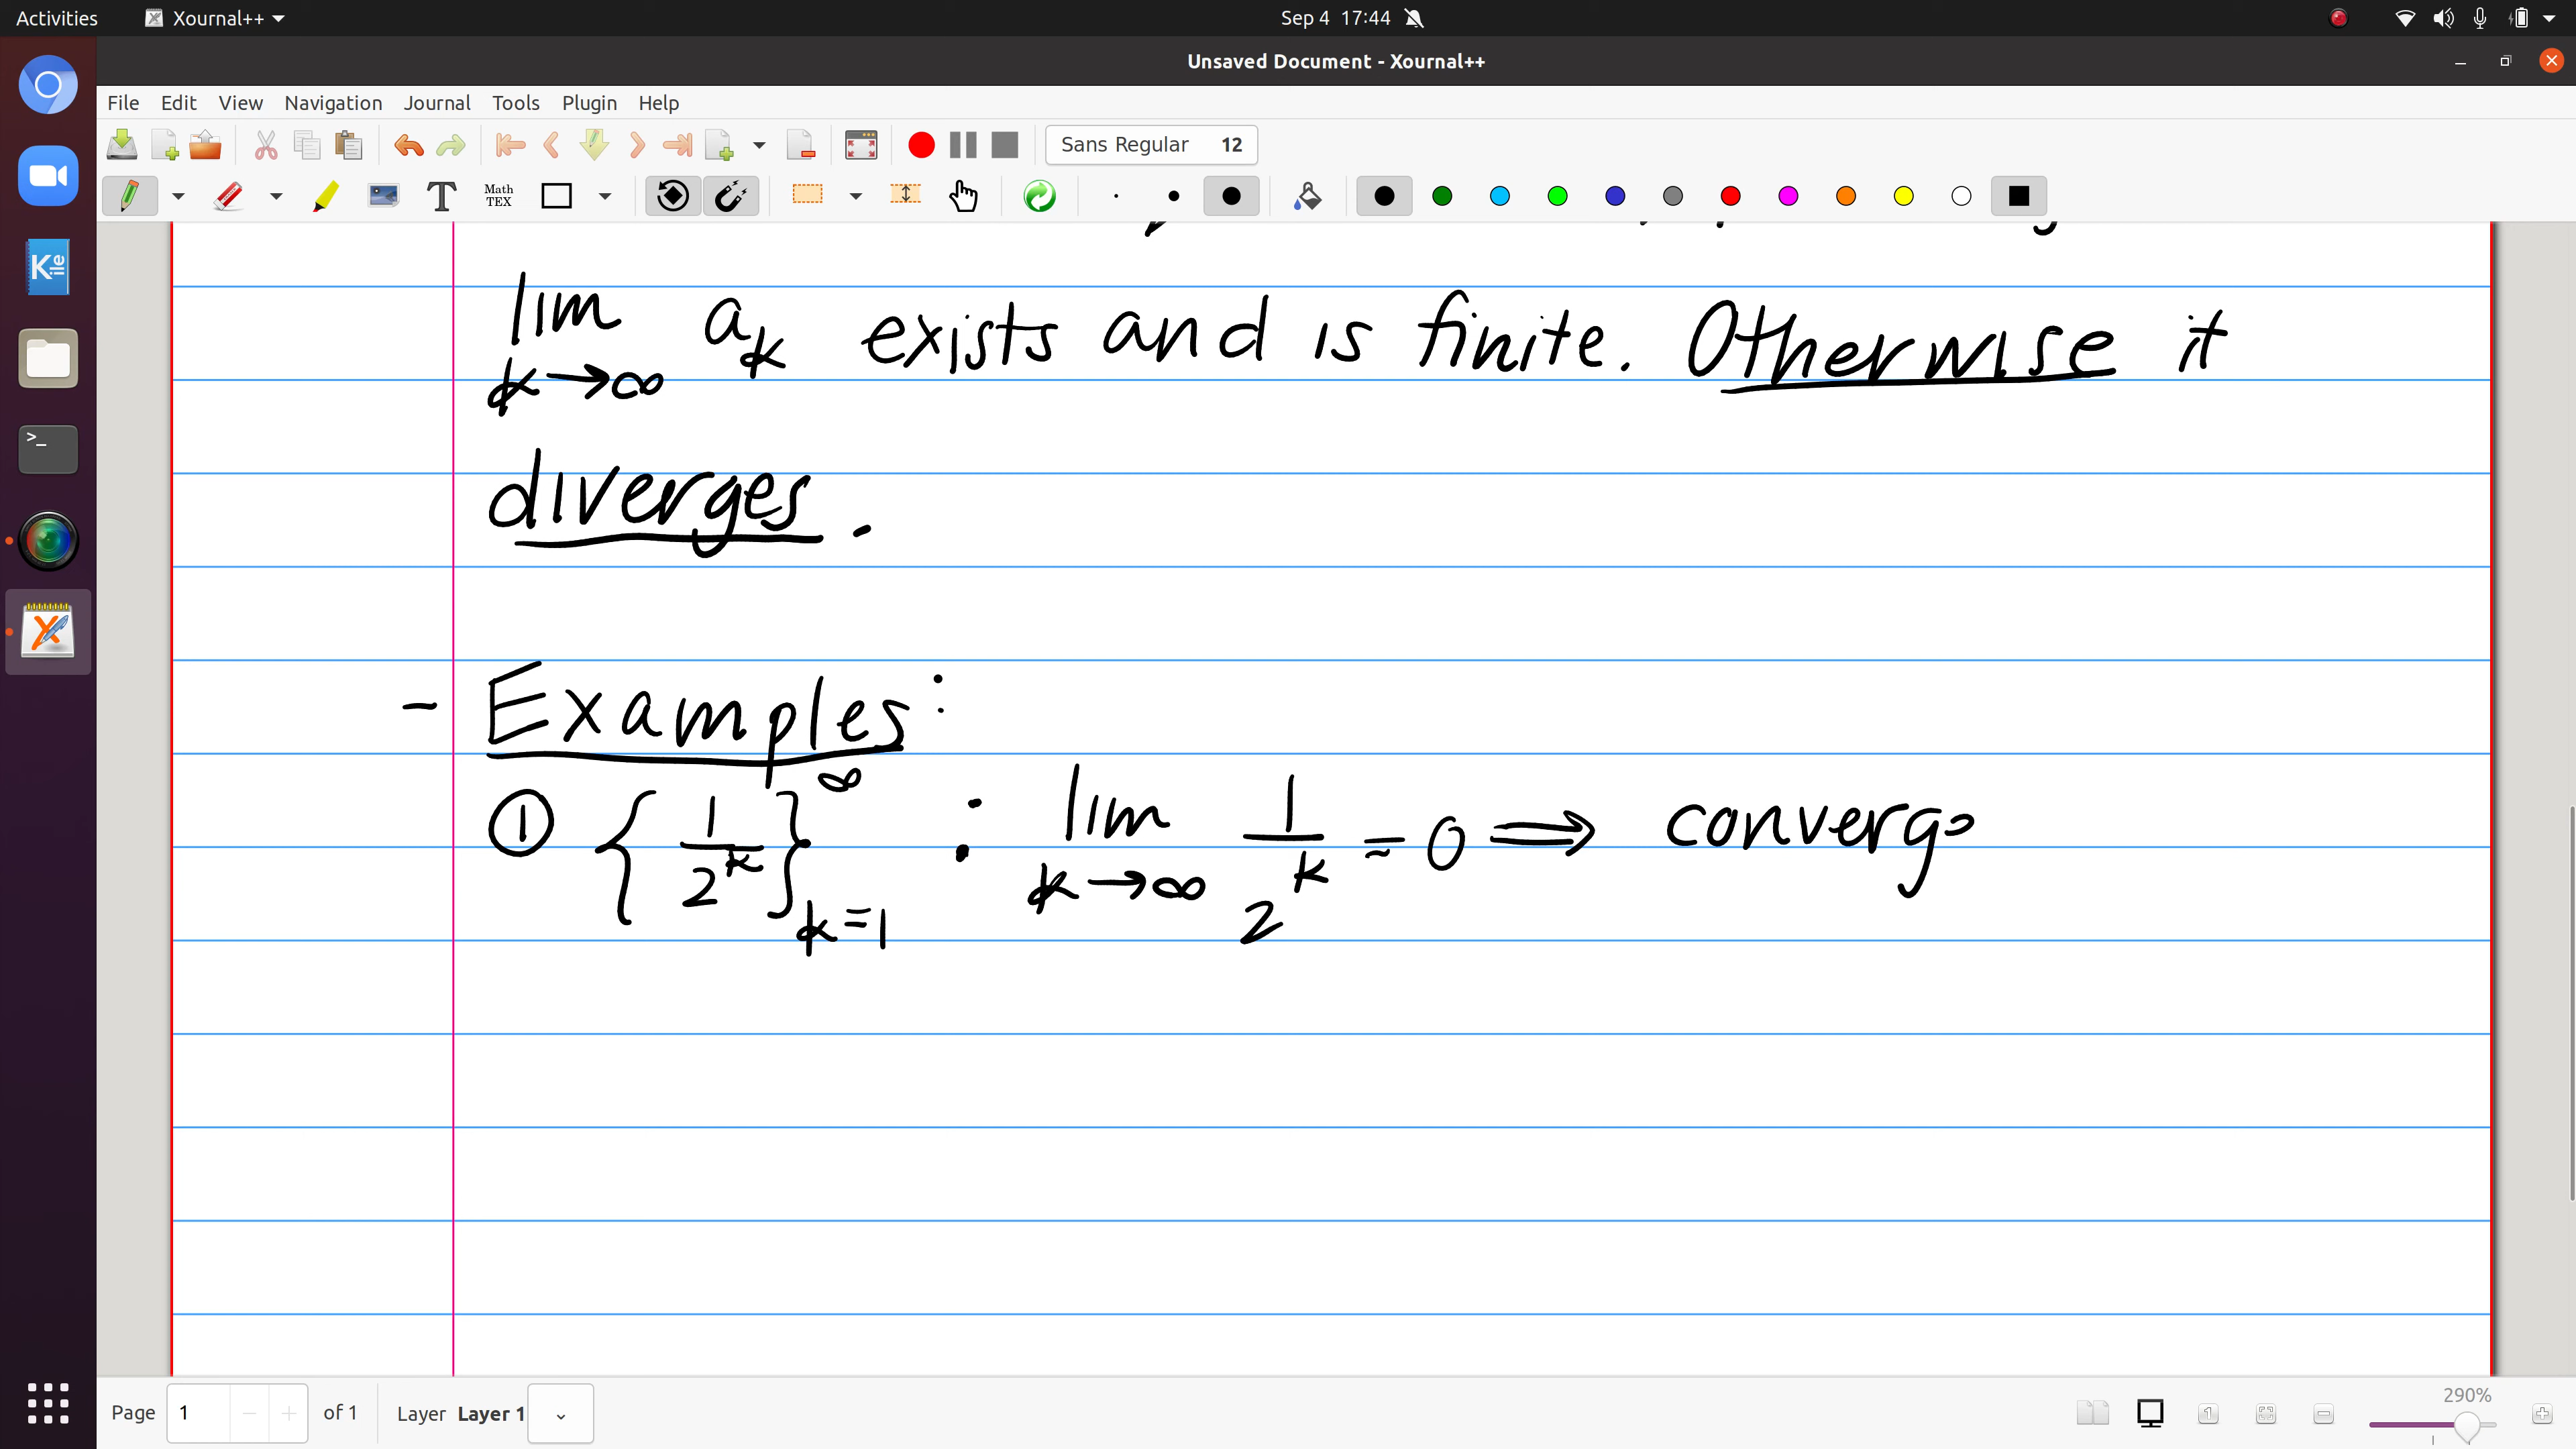 Activities Xournal++ Sep 4 17:44
Unsaved Document - Xournal++
File Edit View Navigation Journal Tools Plugin Help
Sans Regular 12
Math
TEX
lim a_k exists and is finite. Otherwise it
k→∞
diverges.
- Examples:
① {1/2^k}_{k=1}^∞ : lim_{k→∞} 1/2^k = 0 ⟹ converge
Page 1 of 1 Layer Layer 1 290%